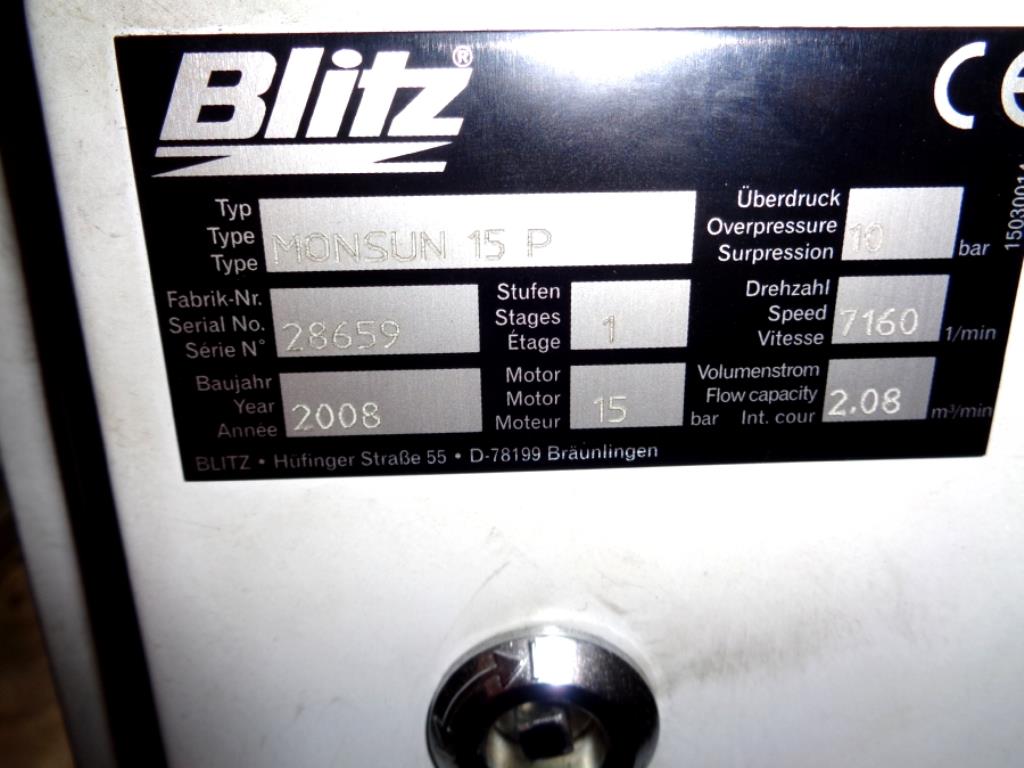 Blitz®
CE
Typ
Type MONSUN 15 P
Type
Überdruck
Overpressure 10 bar
Surpression
Fabrik-Nr.
Serial No. 28659
Série N°
Stufen
Stages 1
Étage
Drehzahl
Speed 7160 1/min
Vitesse
Baujahr
Year 2008
Année
Motor
Motor 15 bar
Moteur
Volumenstrom
Flow capacity 2.08 m³/min
Int. cour
BLITZ • Hüfinger Straße 55 • D-78199 Bräunlingen